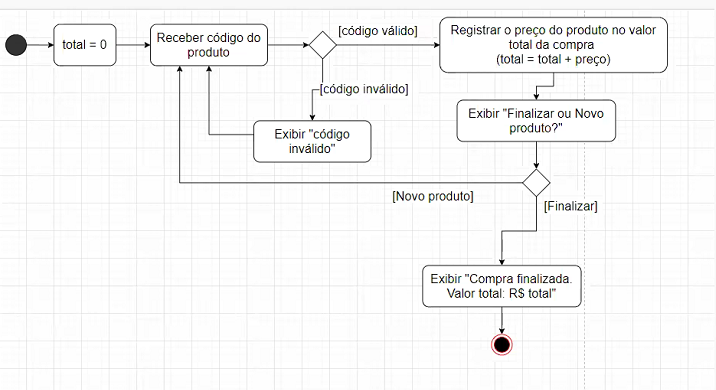 total = 0
Receber código do
produto
[código válido]
Registrar o preço do produto no valor
total da compra
(total = total + preço)
[código inválido]
Exibir "código
inválido"
Exibir "Finalizar ou Novo
produto?"
[Novo produto]
[Finalizar]
Exibir "Compra finalizada.
Valor total: R$ total"